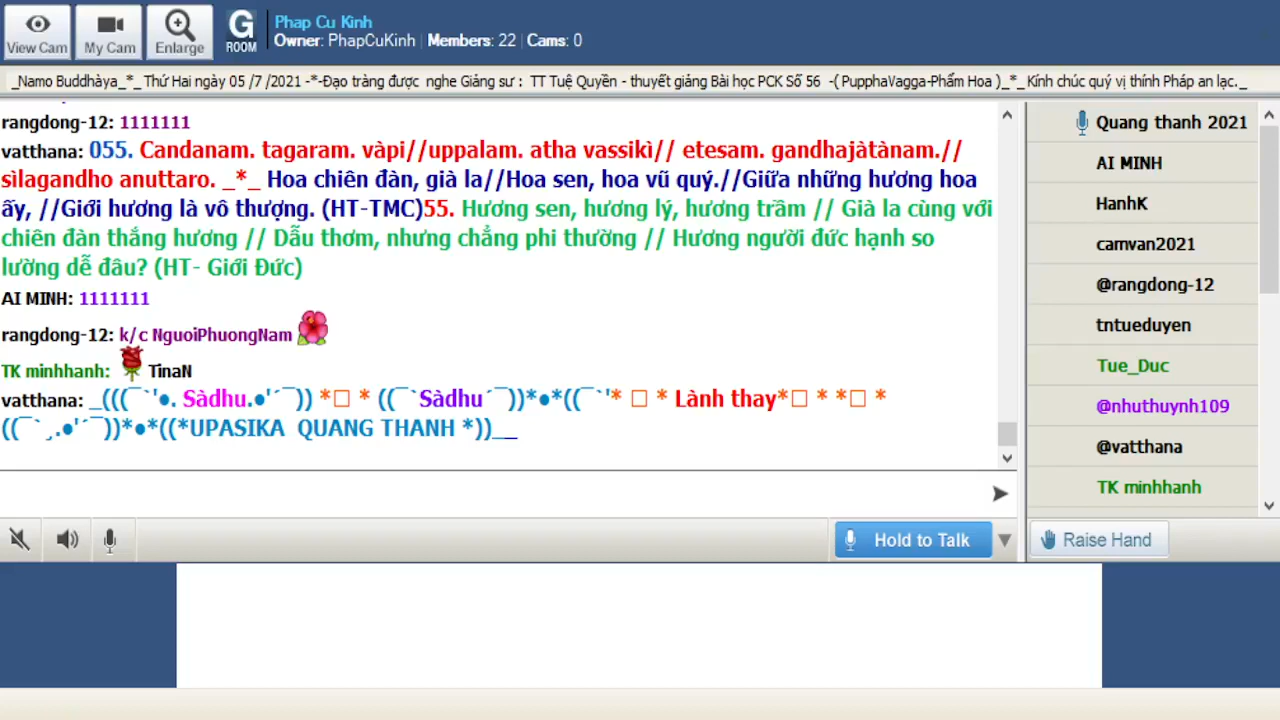 View Cam
My Cam
Enlarge
G
ROOM
Phap Cu Kinh
Owner: PhapCuKinh | Members: 22 | Cams: 0
_Namo Buddhàya_*_ Thứ Hai ngày 05 /7 /2021 -*-Đạo tràng được nghe Giảng sư : TT Tuệ Quyền - thuyết giảng Bài học PCK Số 56 -( PupphaVagga-Phẩm Hoa )_*_ Kính chúc quý vị thính Pháp an lạc._
rangdong-12: 1111111
vatthana: 055. Candanam. tagaram. vàpi//uppalam. atha vassikì// etesam. gandhajàtànam.//
sìlagandho anuttaro. _*_ Hoa chiên đàn, già la//Hoa sen, hoa vũ quý.//Giữa những hương hoa
ấy, //Giới hương là vô thượng. (HT-TMC)55. Hương sen, hương lý, hương trầm // Già la cùng với
chiên đàn thắng hương // Dẫu thơm, nhưng chẳng phi thường // Hương người đức hạnh so
lường dễ đâu? (HT- Giới Đức)
AI MINH: 1111111
rangdong-12: k/c NguoiPhuongNam
TK minhhanh: TinaN
vatthana: _(((¯`'●. Sàdhu.●'´¯)) *□ * ((¯`Sàdhu´¯))*●*((¯`'* □ * Lành thay*□ * *□ *
((¯`¸.●'´¯))*●*((*UPASIKA QUANG THANH *))__
Hold to Talk
Quang thanh 2021
AI MINH
HanhK
camvan2021
@rangdong-12
tntueduyen
Tue_Duc
@nhuthuynh109
@vatthana
TK minhhanh
Raise Hand